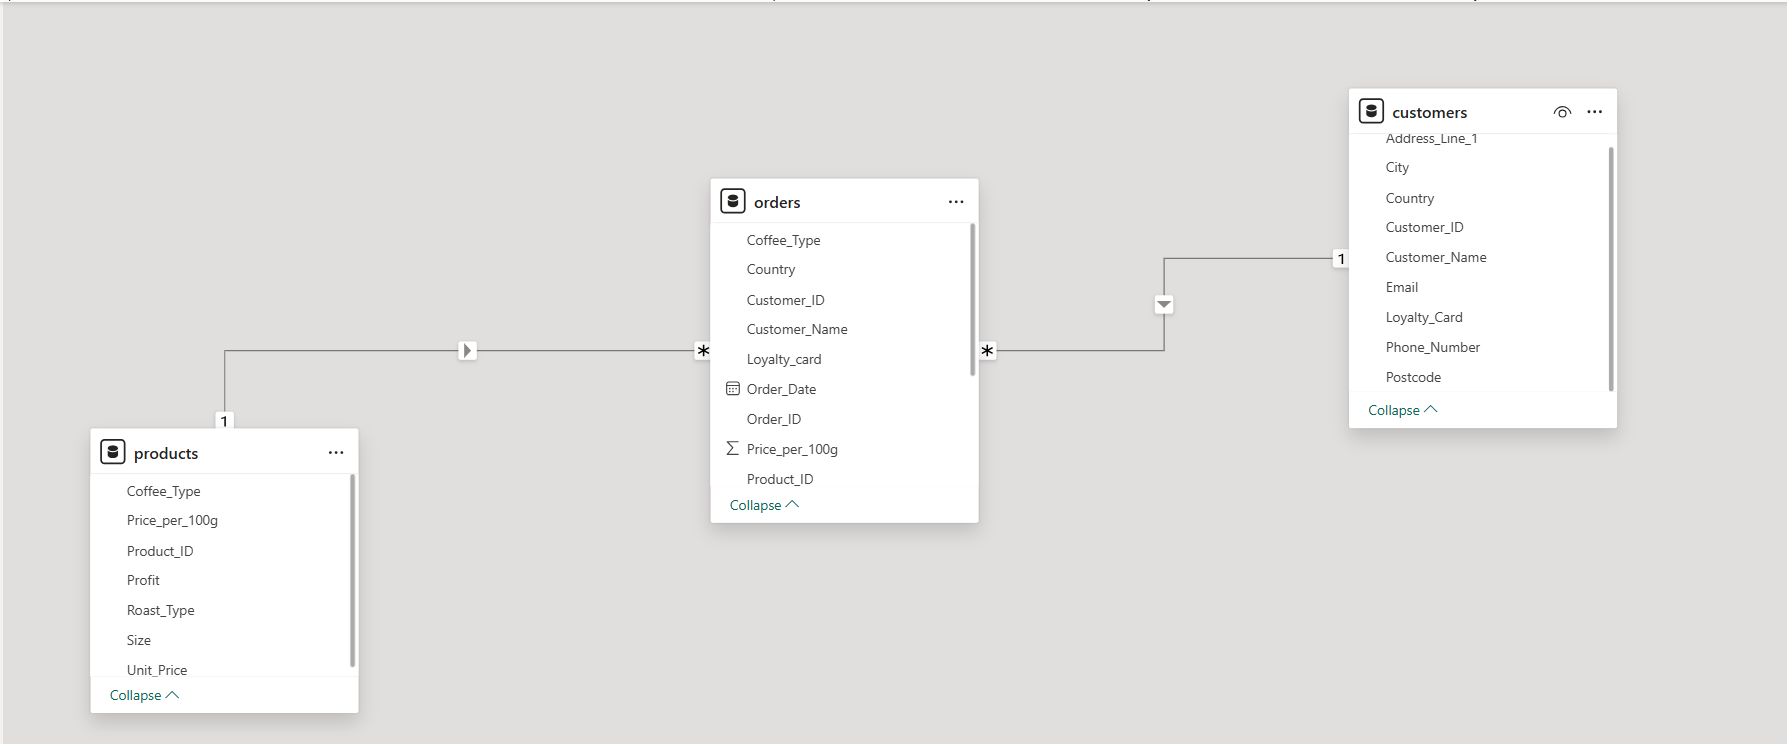 customers
Address_Line_1
City
Country
Customer_ID
Customer_Name
Email
Loyalty_Card
Phone_Number
Postcode
Collapse
1
orders
Coffee_Type
Country
Customer_ID
Customer_Name
Loyalty_card
Order_Date
Order_ID
Σ Price_per_100g
Product_ID
Collapse
*
*
1
products
Coffee_Type
Price_per_100g
Product_ID
Profit
Roast_Type
Size
Unit_Price
Collapse